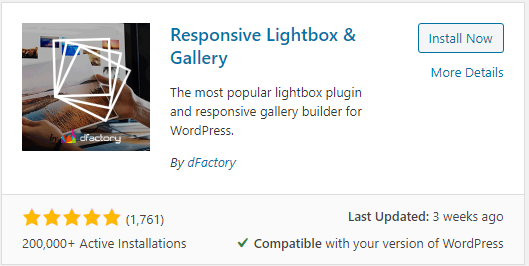 Responsive Lightbox &
Gallery
Install Now
More Details
The most popular lightbox plugin
and responsive gallery builder for
WordPress.
By dFactory
by dFactory
(1,761)
Last Updated: 3 weeks ago
200,000+ Active Installations
Compatible with your version of WordPress